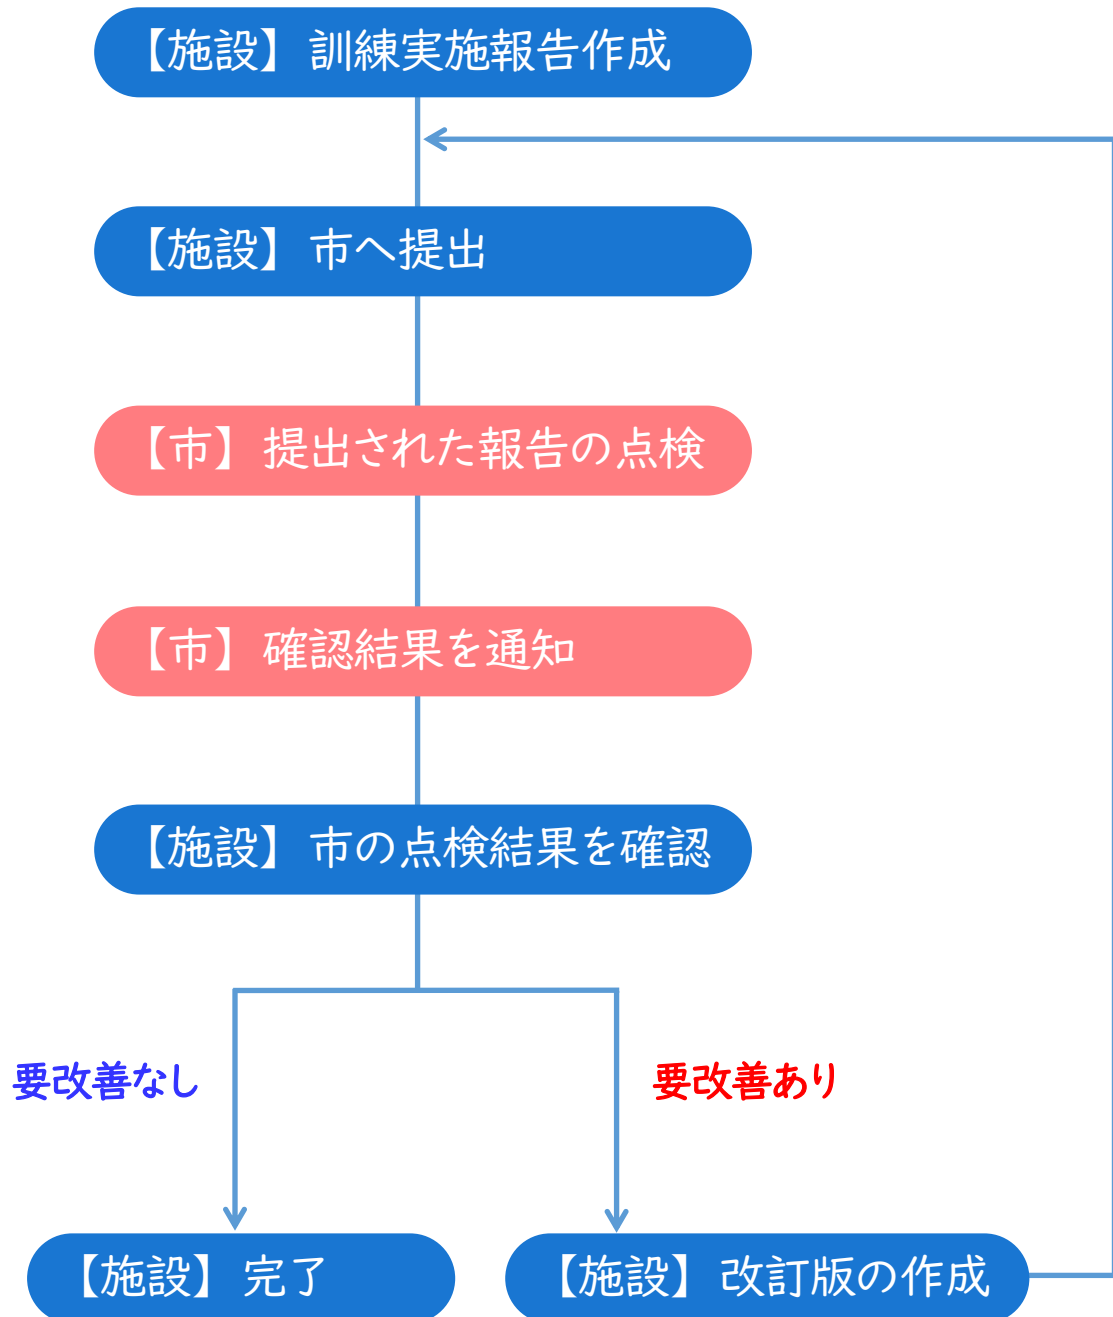 【施設】訓練実施報告作成
【施設】市へ提出
【市】提出された報告の点検
【市】確認結果を通知
【施設】市の点検結果を確認
要改善なし
要改善あり
【施設】完了
【施設】改訂版の作成